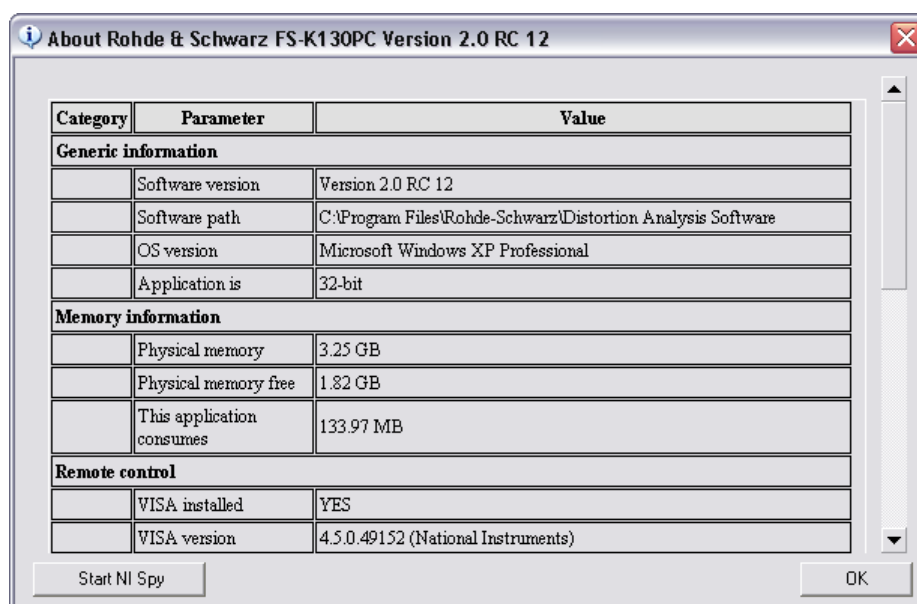 About Rohde & Schwarz FS-K130PC Version 2.0 RC 12
Category Parameter Value
Generic information
Software version Version 2.0 RC 12
Software path C:\Program Files\Rohde-Schwarz\Distortion Analysis Software
OS version Microsoft Windows XP Professional
Application is 32-bit
Memory information
Physical memory 3.25 GB
Physical memory free 1.82 GB
This application
consumes 133.97 MB
Remote control
VISA installed YES
VISA version 4.5.0.49152 (National Instruments)
Start NI Spy OK